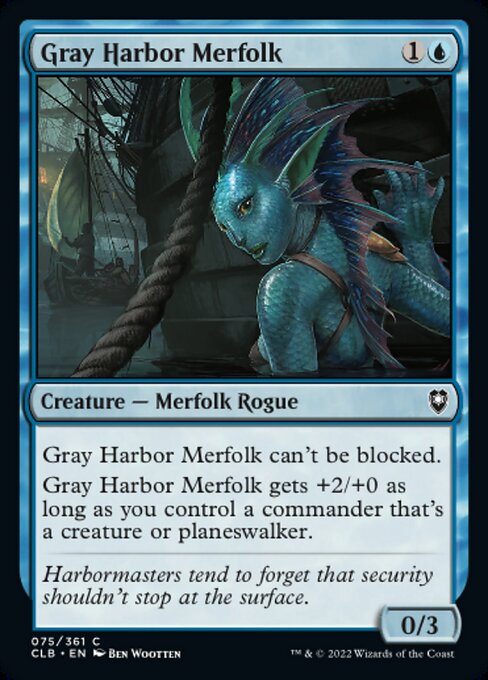 Gray Harbor Merfolk 1
Creature — Merfolk Rogue
Gray Harbor Merfolk can't be blocked.
Gray Harbor Merfolk gets +2/+0 as
long as you control a commander that's
a creature or planeswalker.
Harbormasters tend to forget that security
shouldn't stop at the surface.
0/3
075/361 C
CLB • EN Ben Wootten
™ & © 2022 Wizards of the Coast